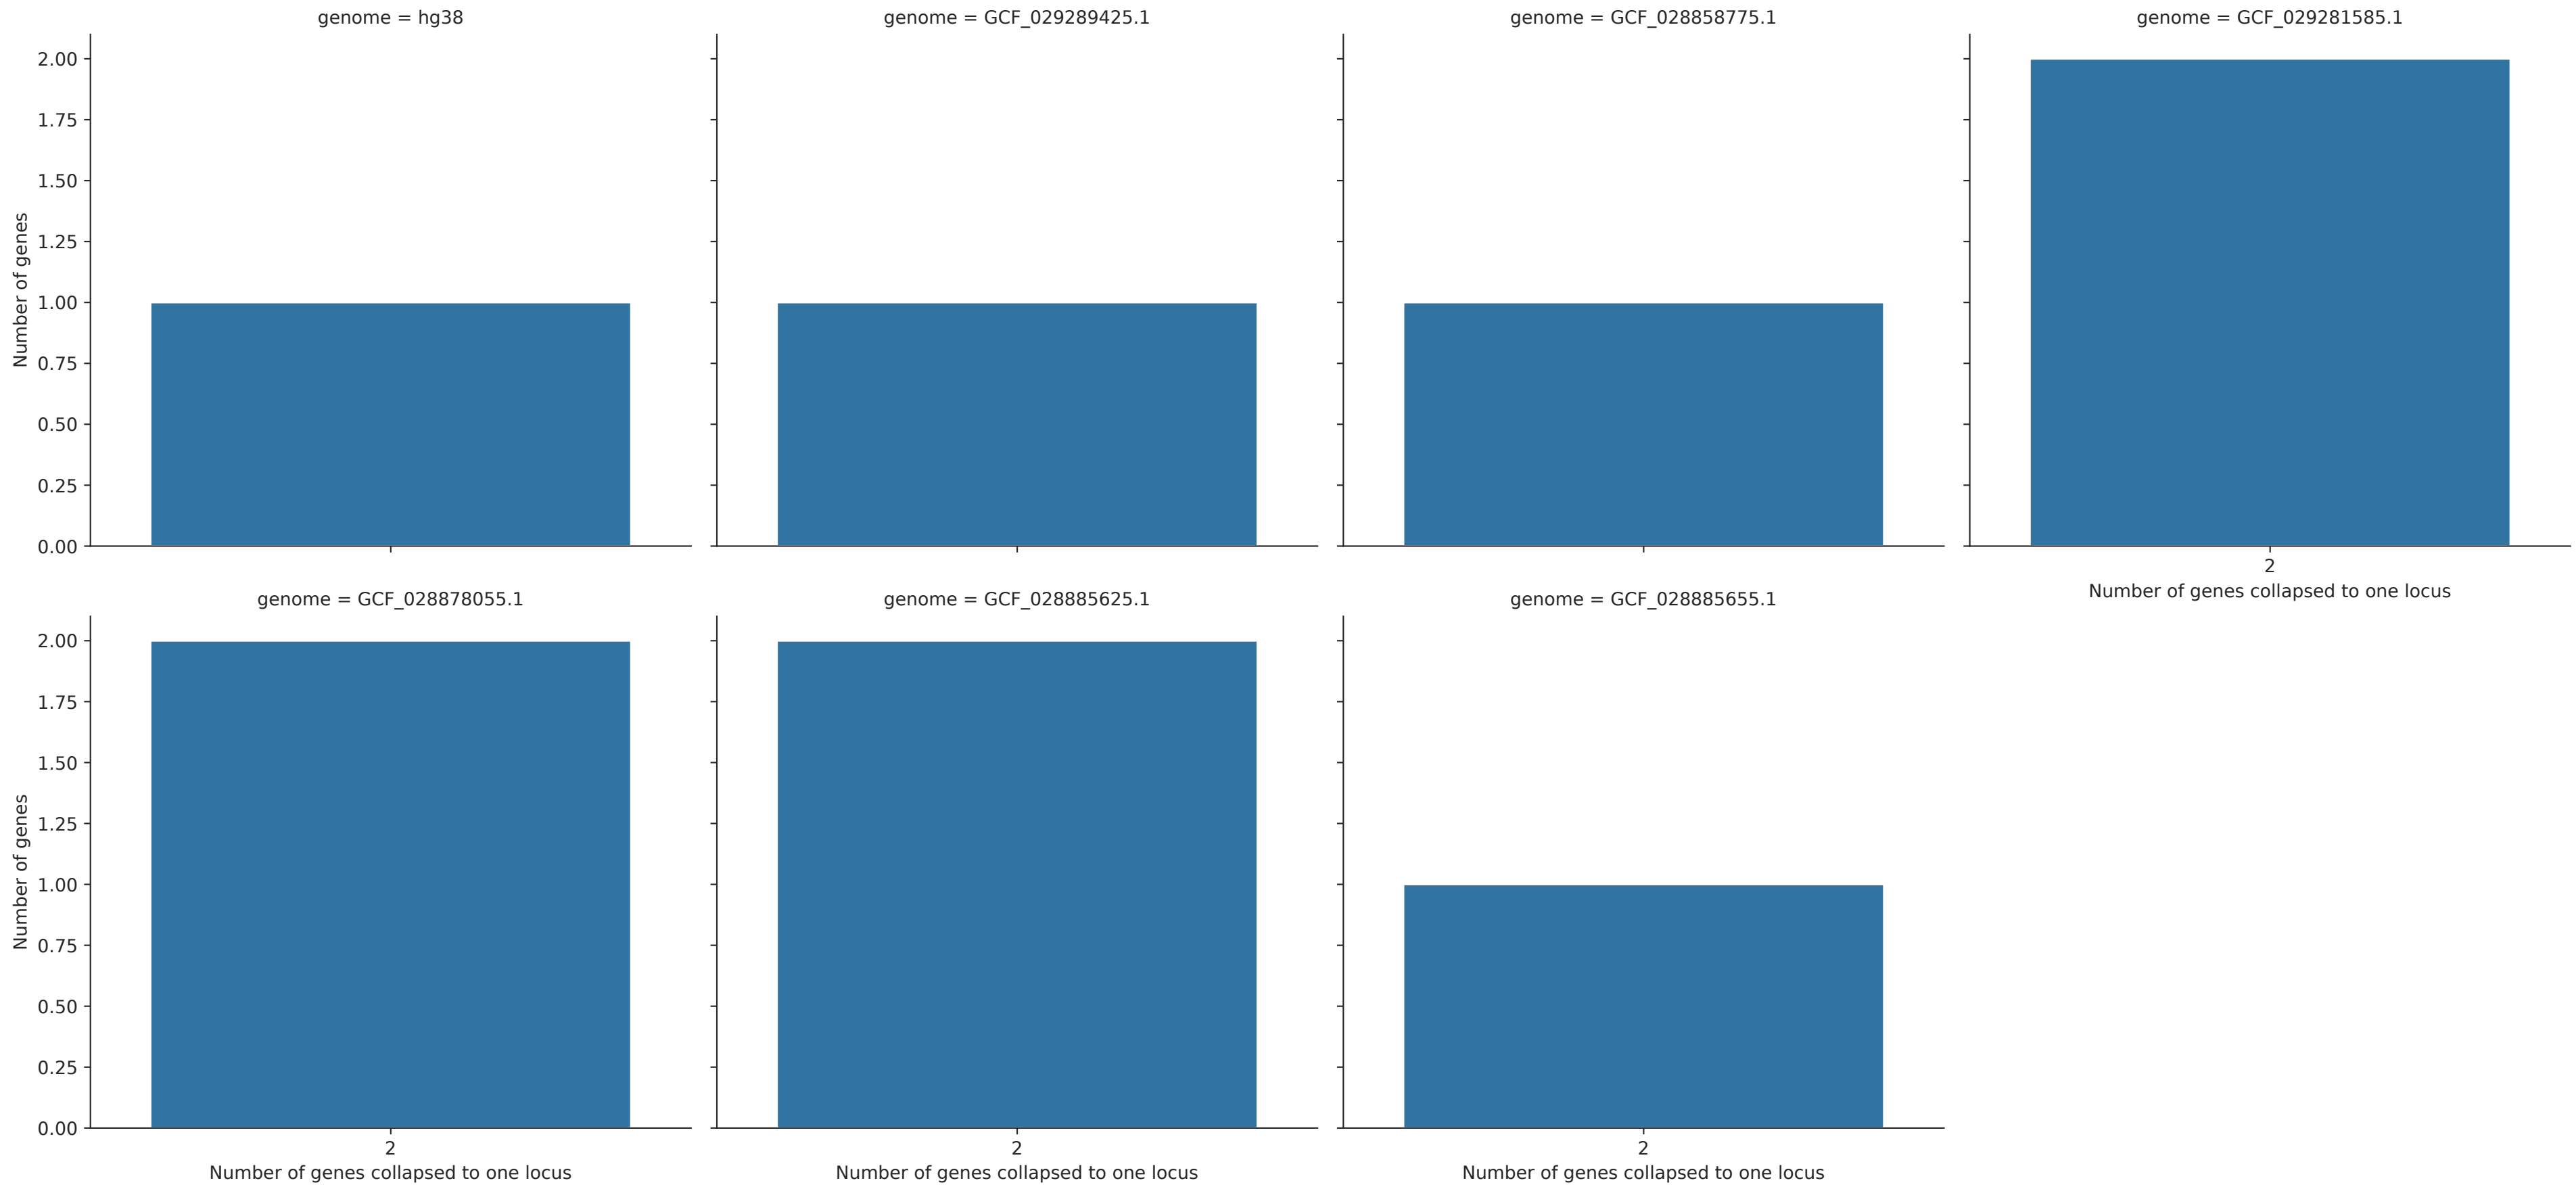 genome = hg38
genome = GCF_029289425.1
genome = GCF_028858775.1
genome = GCF_029281585.1
2.00
1.75
1.50
1.25
1.00
0.75
0.50
0.25
0.00
Number of genes
2
Number of genes collapsed to one locus
genome = GCF_028878055.1
genome = GCF_028885625.1
genome = GCF_028885655.1
2.00
1.75
1.50
1.25
1.00
0.75
0.50
0.25
0.00
Number of genes
2
2
2
Number of genes collapsed to one locus
Number of genes collapsed to one locus
Number of genes collapsed to one locus